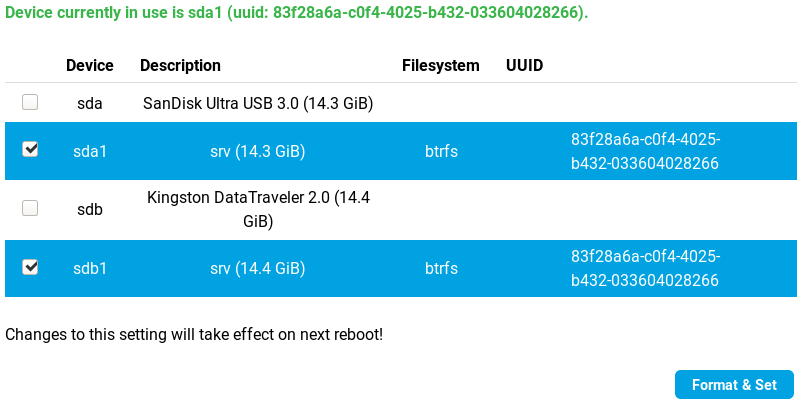 Device currently in use is sda1 (uuid: 83f28a6a-c0f4-4025-b432-033604028266).
Device Description Filesystem UUID
sda SanDisk Ultra USB 3.0 (14.3 GiB)
sda1 srv (14.3 GiB) btrfs 83f28a6a-c0f4-4025-
b432-033604028266
sdb Kingston DataTraveler 2.0 (14.4
GiB)
sdb1 srv (14.4 GiB) btrfs 83f28a6a-c0f4-4025-
b432-033604028266
Changes to this setting will take effect on next reboot!
Format & Set